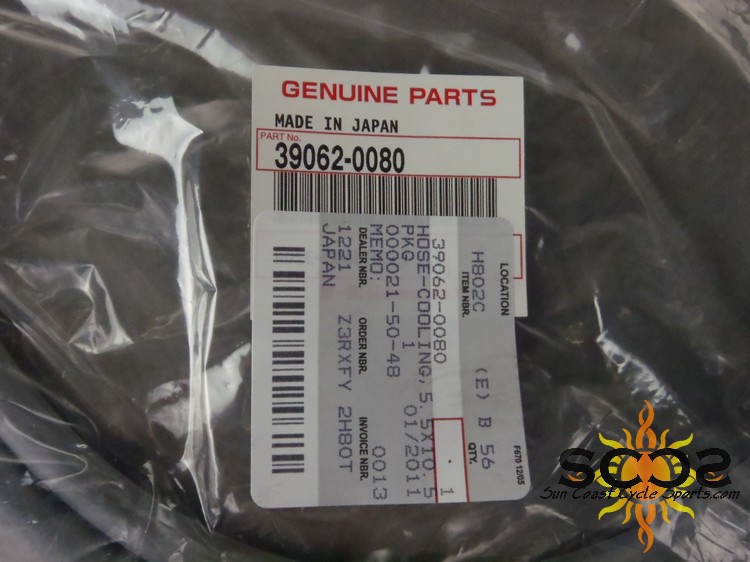 GENUINE PARTS
MADE IN JAPAN
PART No.
39062-0080
LOCATION
H802C (E) B 56
ITEM NBR. QTY.
39062-0080 . 1
HOSE-COOLING,5.5X10.5
PKG 1 01/2011
000021-50-48
MEMO: 0013
DEALER NBR. ORDER NBR. INVOICE NBR.
1221 Z3RXFY 2H80T
JAPAN
F670 12/05
SCCS
Sun Coast Cycle Sports.com